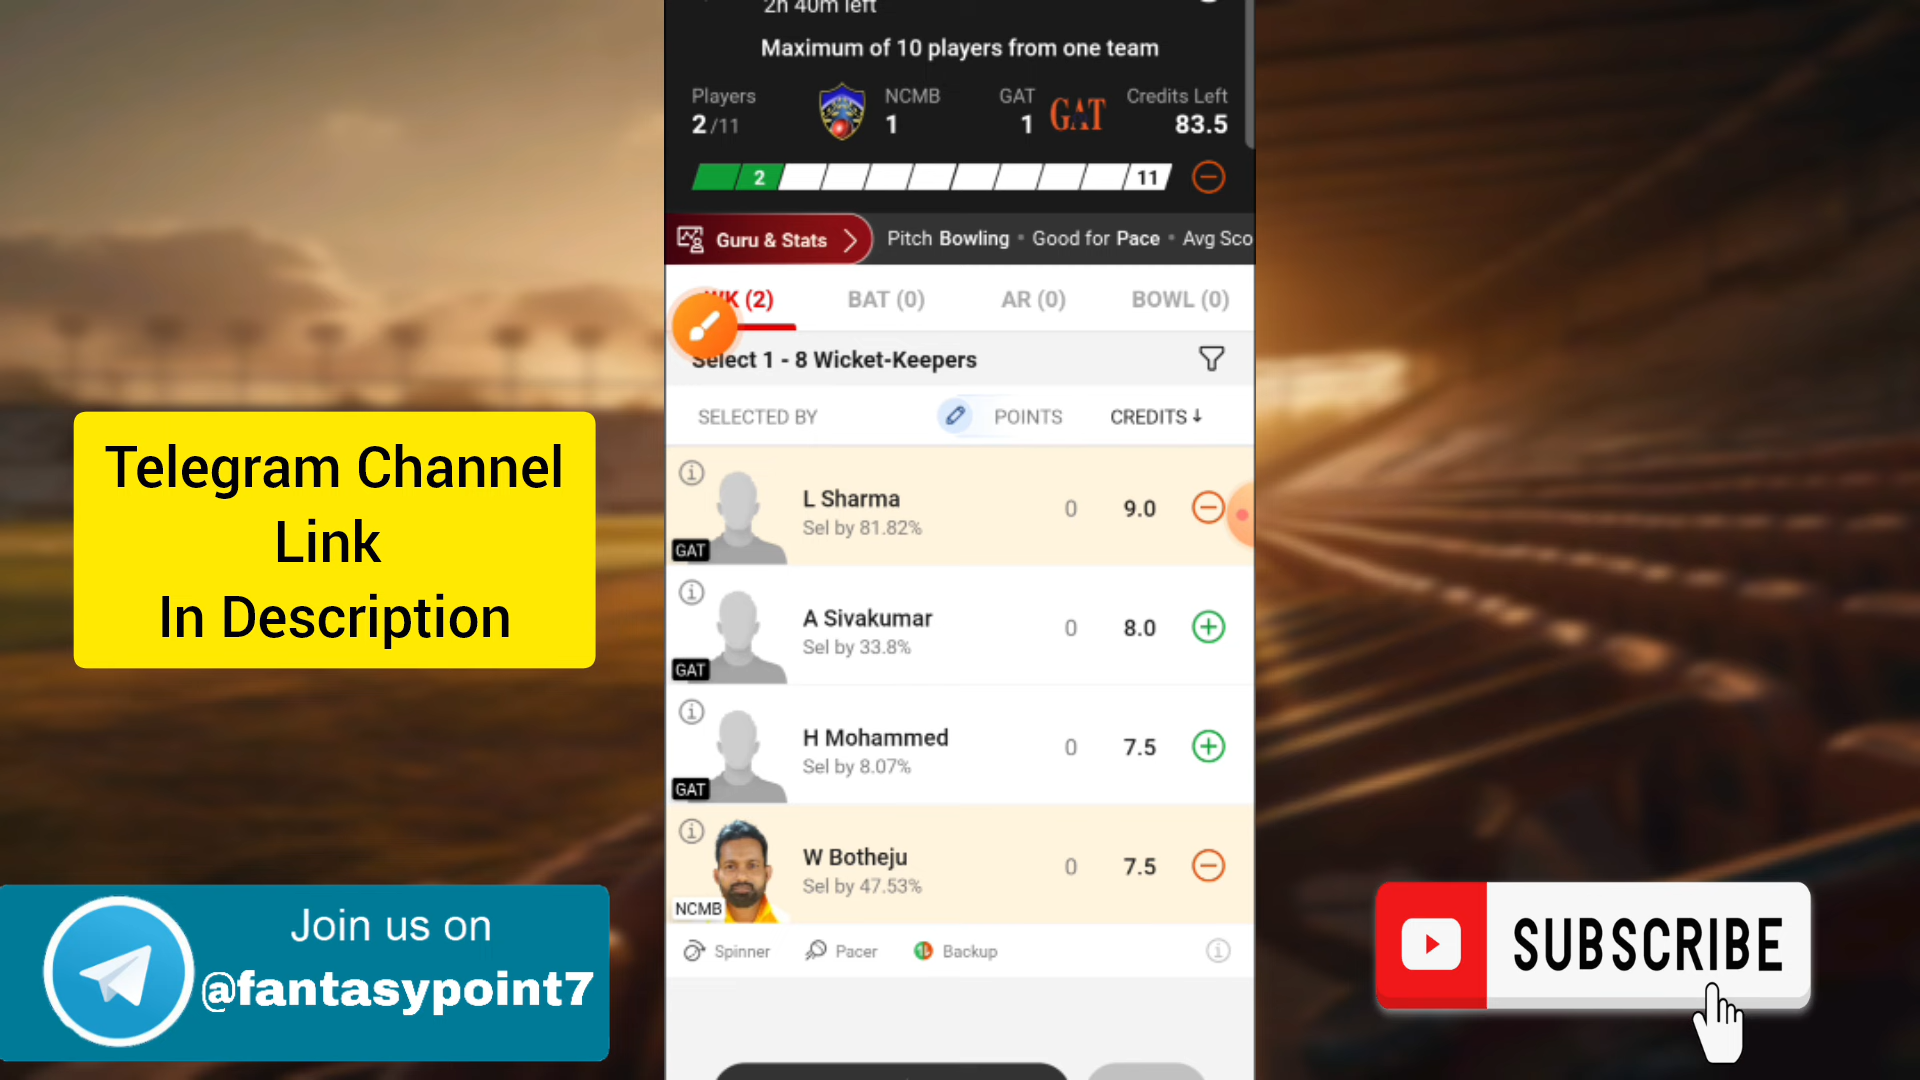 2h 40m left
Maximum of 10 players from one team
Players NCMB GAT GAT Credits Left
2/11 1 1 83.5
2 11
Guru & Stats Pitch Bowling • Good for Pace • Avg Sco
WK (2) BAT (0) AR (0) BOWL (0)
Select 1 - 8 Wicket-Keepers
SELECTED BY POINTS CREDITS ↓
L Sharma 0 9.0
Sel by 81.82%
GAT
A Sivakumar 0 8.0
Sel by 33.8%
GAT
H Mohammed 0 7.5
Sel by 8.07%
GAT
W Botheju 0 7.5
Sel by 47.53%
NCMB
Spinner Pacer Backup
Telegram Channel
Link
In Description
Join us on
@fantasypoint7
SUBSCRIBE